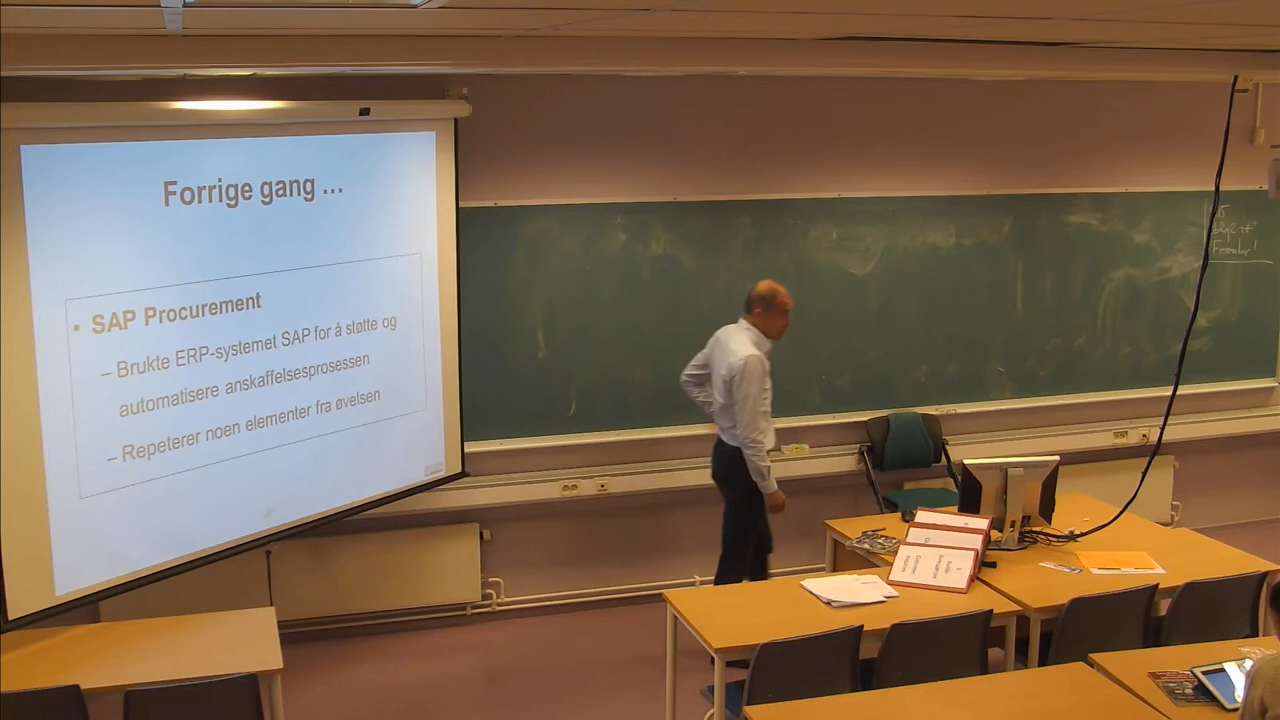 Forrige gang ...
• SAP Procurement
– Brukte ERP-systemet SAP for å støtte og
automatisere anskaffelsesprosessen
– Repeterer noen elementer fra øvelsen